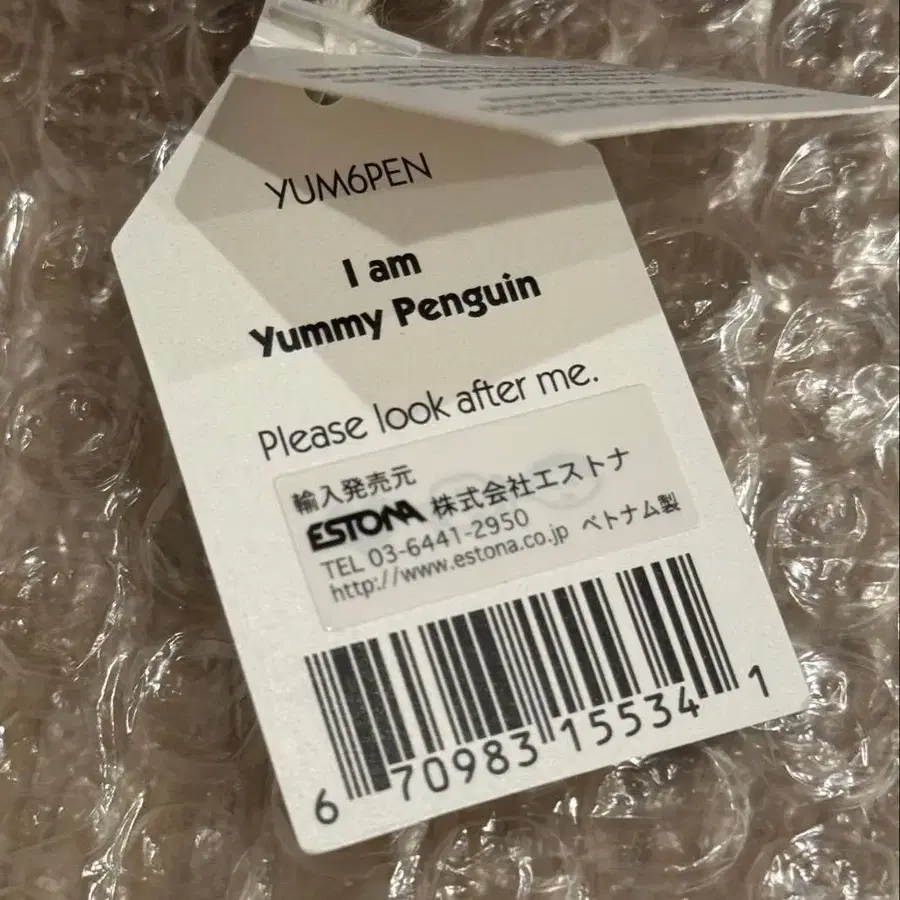 YUM6PEN
I am
Yummy Penguin
Please look after me.
輸入発売元
ESTONA 株式会社エストナ
TEL 03-6441-2950
http://www.estona.co.jp ベトナム製
6 70983 15534 1